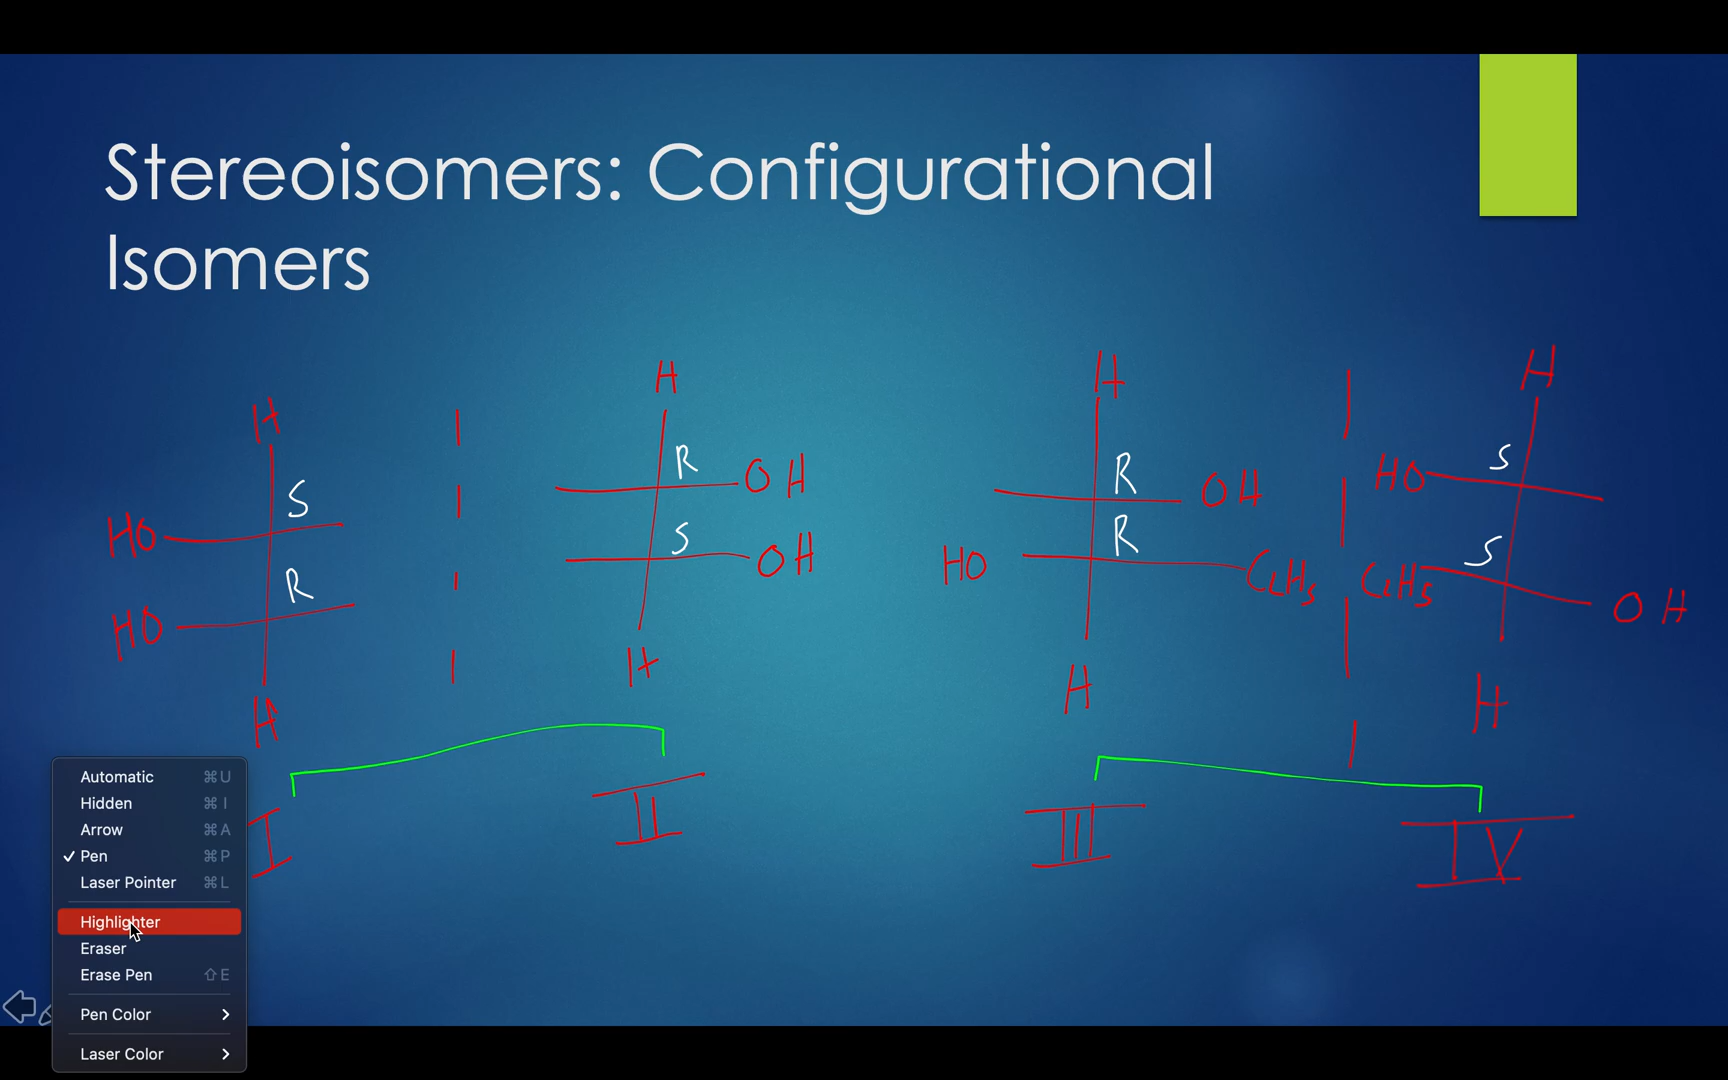 Stereoisomers: Configurational
Isomers
H
S
HO
R
HO
H
I
H
R
OH
S
OH
H
II
H
R
OH
R
HO
C6H5
H
III
H
S
HO
S
C6H5
OH
H
IV
Automatic ⌘U
Hidden ⌘I
Arrow ⌘A
✓ Pen ⌘P
Laser Pointer ⌘L
Highlighter
Eraser
Erase Pen ⇧E
Pen Color >
Laser Color >